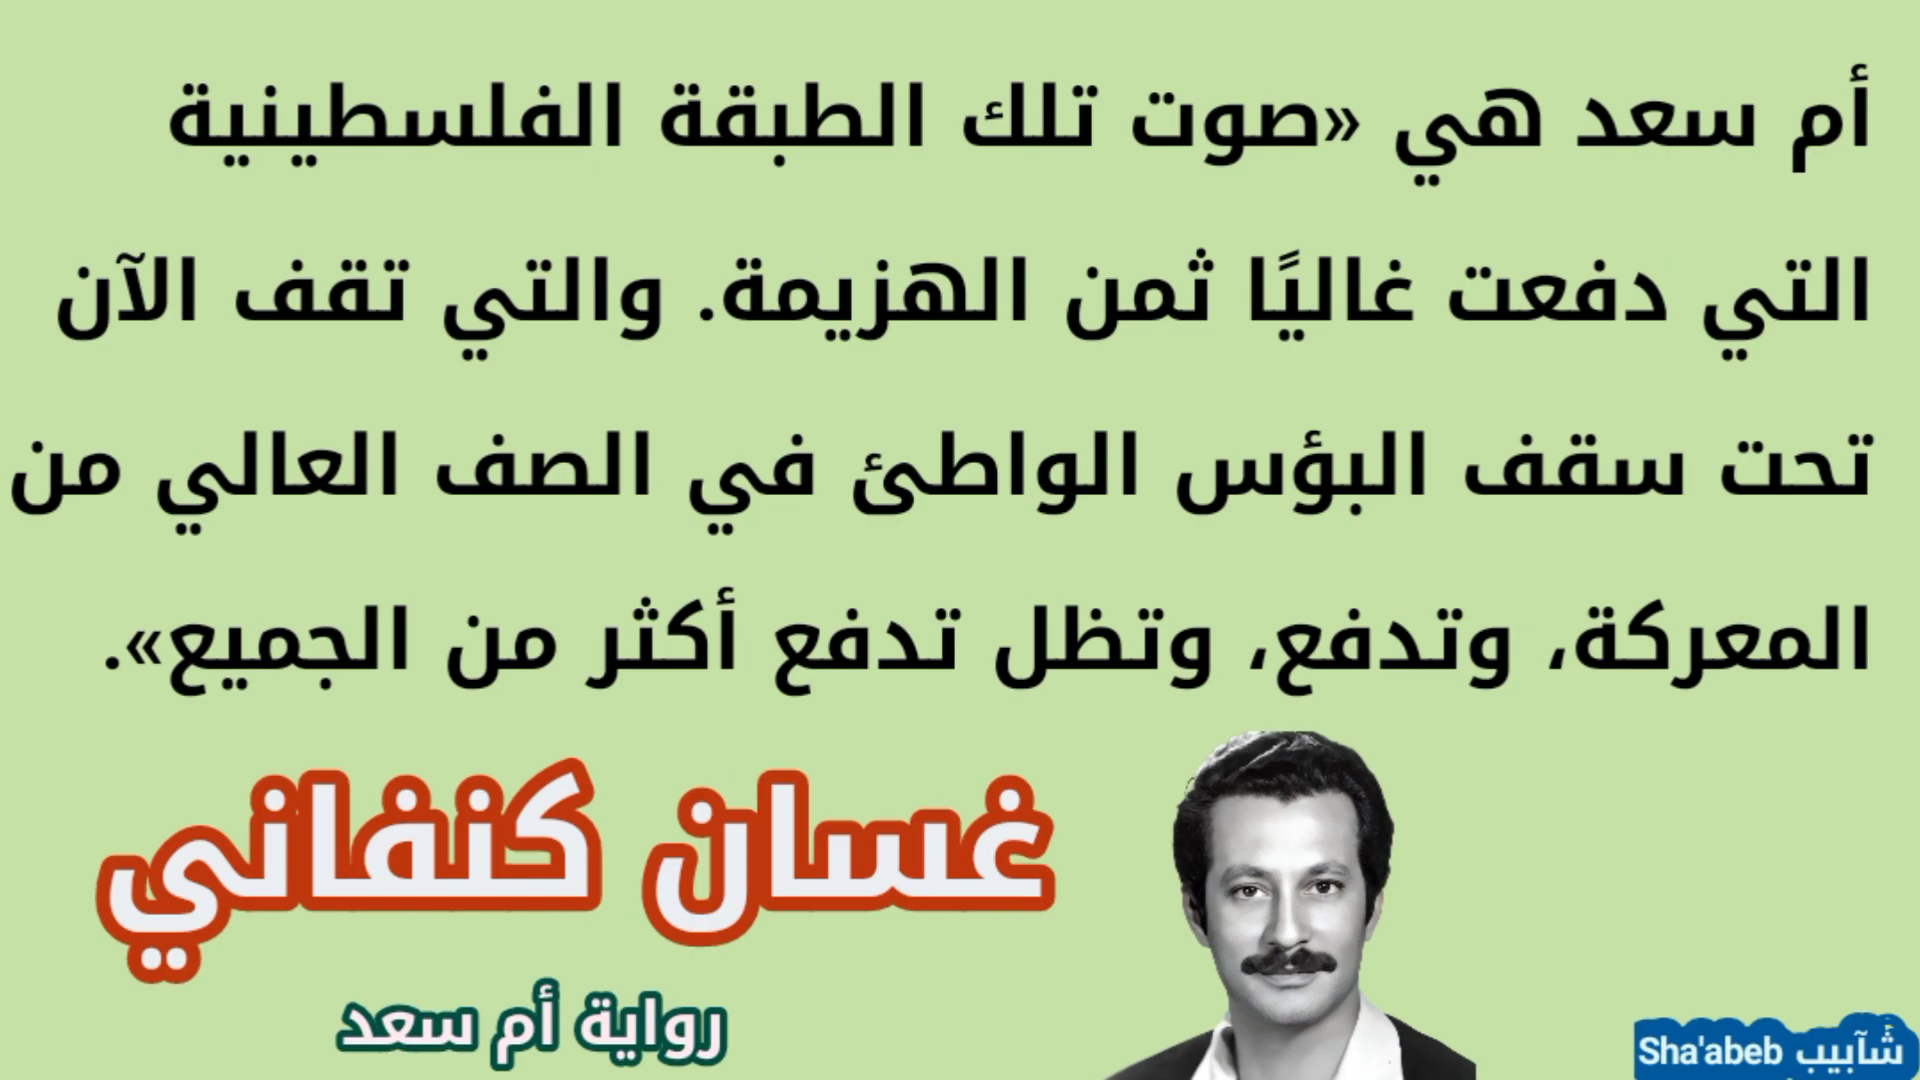 أم سعد هي «صوت تلك الطبقة الفلسطينية
التي دفعت غاليًا ثمن الهزيمة. والتي تقف الآن
تحت سقف البؤس الواطئ في الصف العالي من
المعركة، وتدفع، وتظل تدفع أكثر من الجميع».
غسان كنفاني
رواية أم سعد
شآبيب Sha'abeb